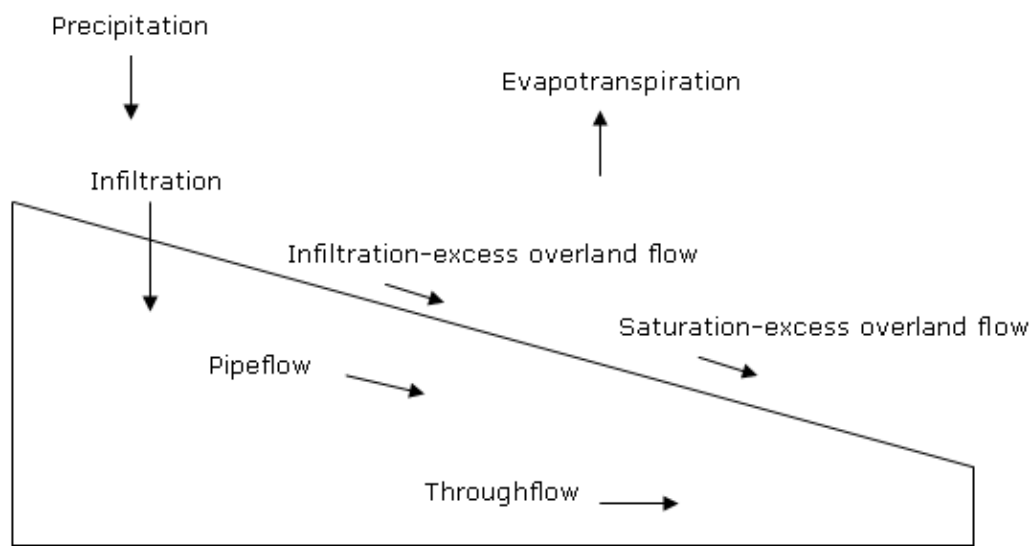 Precipitation
Evapotranspiration
Infiltration
Infiltration-excess overland flow
Saturation-excess overland flow
Pipeflow
Throughflow